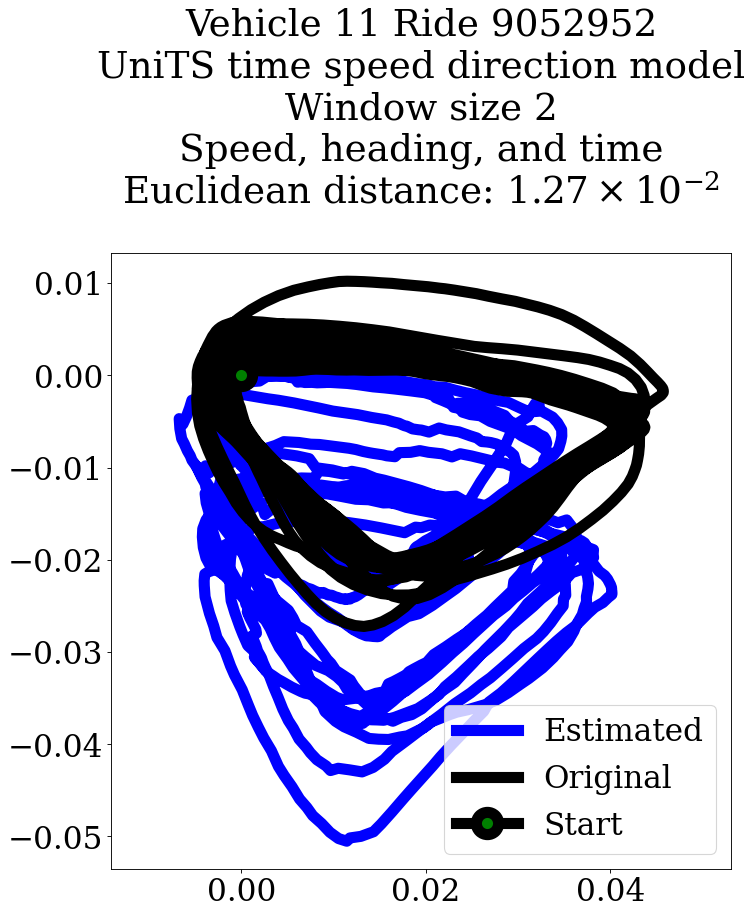 Vehicle 11 Ride 9052952
UniTS time speed direction model
Window size 2
Speed, heading, and time
Euclidean distance: 1.27 × 10⁻²
0.01
0.00
−0.01
−0.02
−0.03
−0.04
−0.05
Estimated
Original
Start
0.00 0.02 0.04